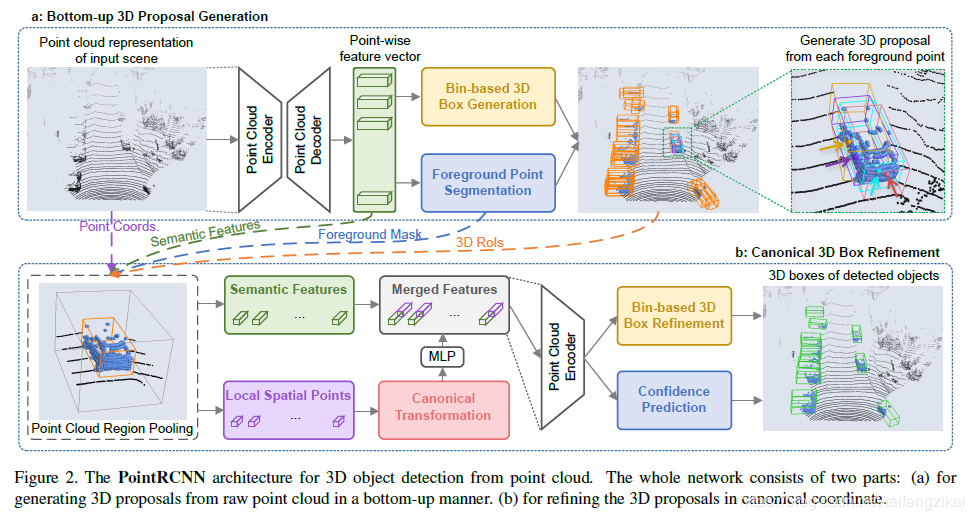 a: Bottom-up 3D Proposal Generation
Point cloud representation
of input scene
Point-wise
feature vector
Generate 3D proposal
from each foreground point
Point Cloud
Encoder
Point Cloud
Decoder
Bin-based 3D
Box Generation
Foreground Point
Segmentation
Point Coords.
Semantic Features
Foreground Mask
3D RoIs
b: Canonical 3D Box Refinement
Semantic Features
...
Merged Features
...
MLP
Local Spatial Points
...
Canonical
Transformation
Point Cloud Region Pooling
Point Cloud
Encoder
Bin-based 3D
Box Refinement
Confidence
Prediction
3D boxes of detected objects
Figure 2. The PointRCNN architecture for 3D object detection from point cloud. The whole network consists of two parts: (a) for
generating 3D proposals from raw point cloud in a bottom-up manner. (b) for refining the 3D proposals in canonical coordinate.